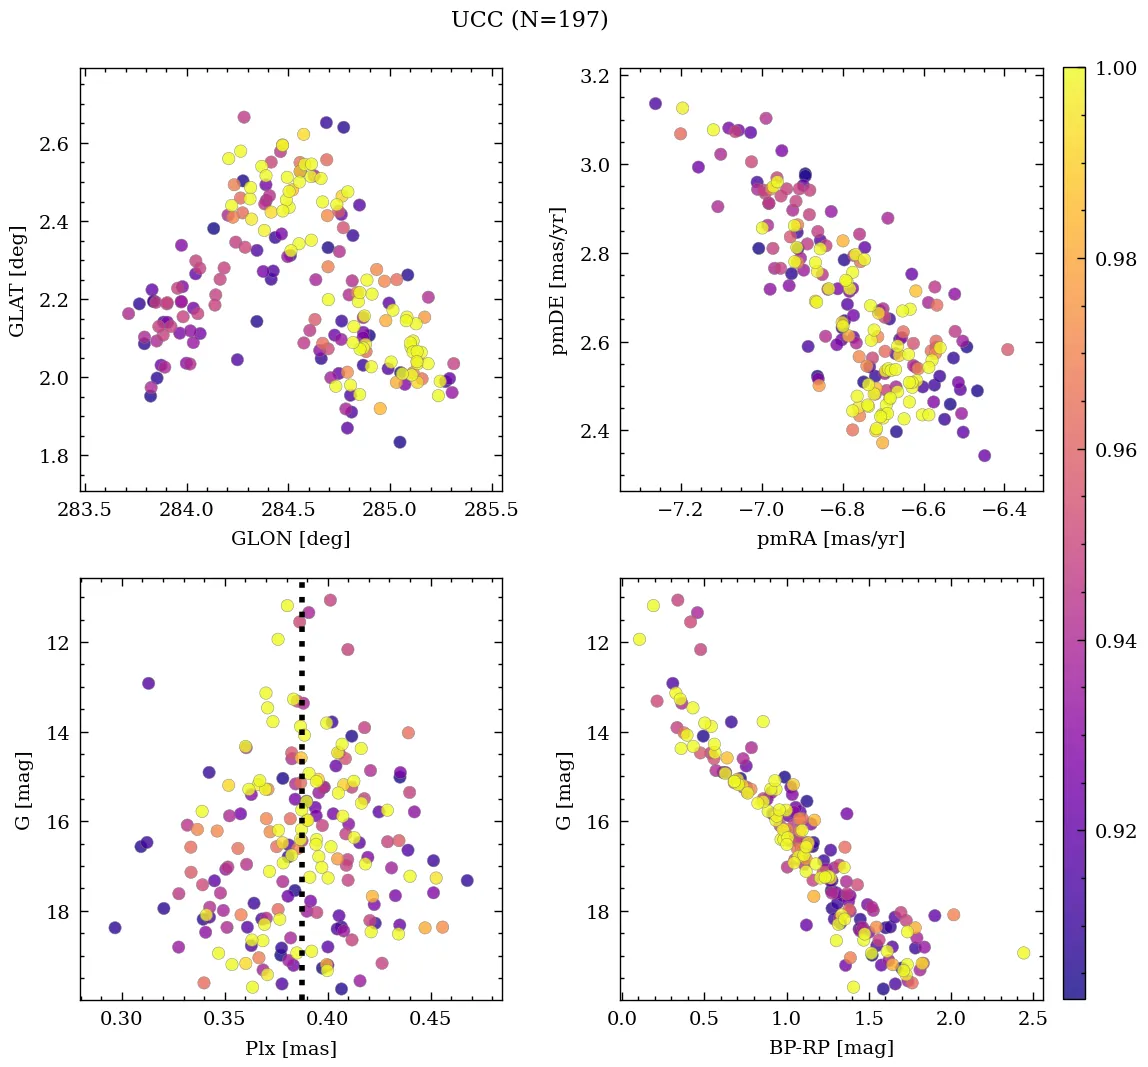 UCC (N=197)
2.6
2.4
2.2
2.0
1.8
GLAT [deg]
283.5 284.0 284.5 285.0 285.5
GLON [deg]
3.2
3.0
2.8
2.6
2.4
pmDE [mas/yr]
−7.2 −7.0 −6.8 −6.6 −6.4
pmRA [mas/yr]
12
14
16
18
G [mag]
0.30 0.35 0.40 0.45
Plx [mas]
12
14
16
18
G [mag]
0.0 0.5 1.0 1.5 2.0 2.5
BP-RP [mag]
1.00
0.98
0.96
0.94
0.92